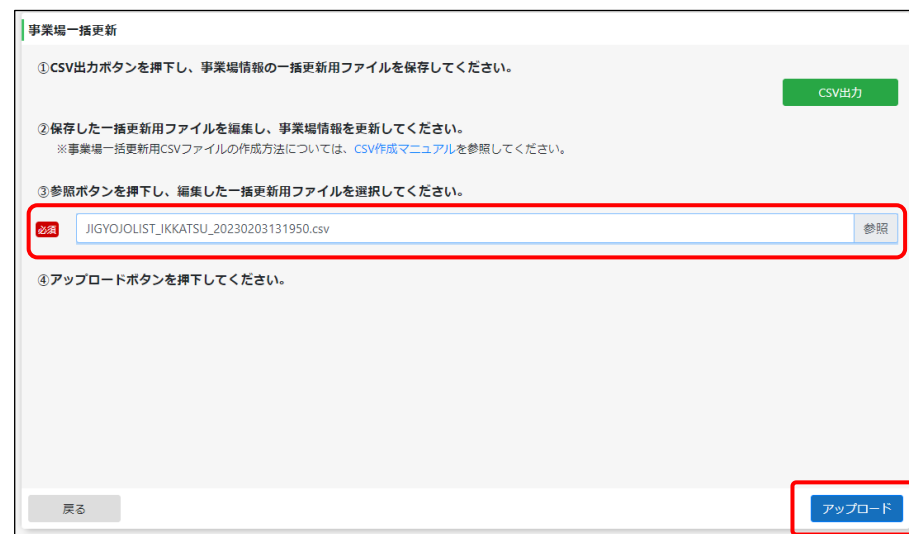 事業場一括更新
①CSV出力ボタンを押下し、事業場情報の一括更新用ファイルを保存してください。
CSV出力
②保存した一括更新用ファイルを編集し、事業場情報を更新してください。
※事業場一括更新用CSVファイルの作成方法については、CSV作成マニュアルを参照してください。
③参照ボタンを押下し、編集した一括更新用ファイルを選択してください。
必須 JIGYOJOLIST_IKKATSU_20230203131950.csv 参照
④アップロードボタンを押下してください。
戻る アップロード